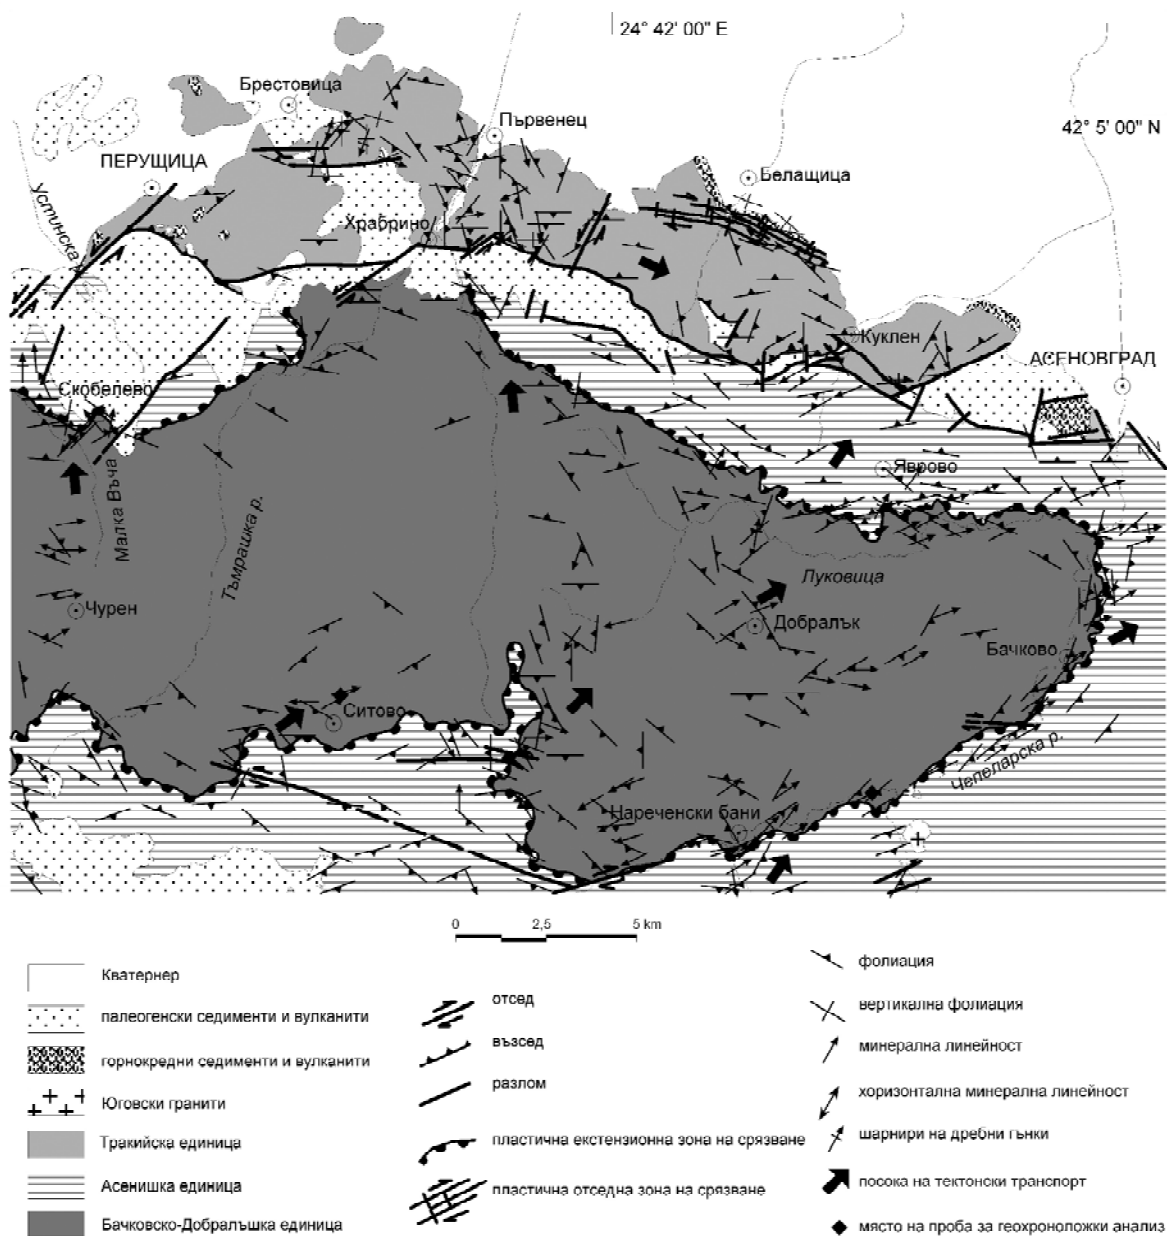 24° 42' 00" E
Брестовица
Първенец
42° 5' 00" N
ПЕРУЩИЦА
Белащица
Устинска
Храбрино
Куклен
АСЕНОВГРАД
Скобелево
Яврово
Малка Въча
Тъмрашка р.
Луковица
Чурен
Добралък
Бачково
Ситово
Чепеларска р.
Нареченски бани
0 2,5 5 km
Кватернер
палеогенски седименти и вулканити
горнокредни седименти и вулканити
Юговски гранити
Тракийска единица
Асенишка единица
Бачковско-Добралъшка единица
отсед
възсед
разлом
пластична екстензионна зона на срязване
пластична отседна зона на срязване
фолиация
вертикална фолиация
минерална линейност
хоризонтална минерална линейност
шарнири на дребни гънки
посока на тектонски транспорт
място на проба за геохроноложки анализ